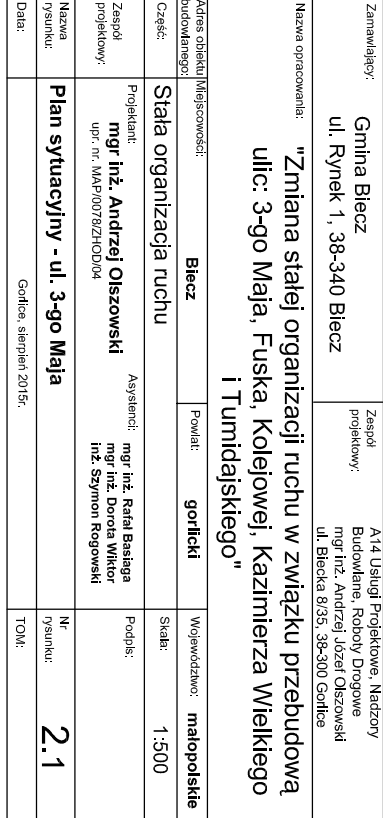 Zamawiający:
Gmina Biecz
ul. Rynek 1, 38-340 Biecz
Zespół
projektowy:
A14 Usługi Projektowe, Nadzory
Budowlane, Roboty Drogowe
mgr inż. Andrzej Józef Olszowski
ul. Biecka 8/35, 38-300 Gorlice
Nazwa opracowania:
"Zmiana stałej organizacji ruchu w związku przebudową
ulic: 3-go Maja, Fuska, Kolejowej, Kazimierza Wielkiego
i Tumidajskiego"
Adres obiektu
budowlanego:
Miejscowości:
Biecz
Powiat:
gorlicki
Województwo:
małopolskie
Część:
Stała organizacja ruchu
Skala:
1:500
Zespół
projektowy:
Projektant:
mgr inż. Andrzej Olszowski
upr. nr. MAP/0078/ZHOD/04
Asystenci:
mgr inż. Rafał Basiaga
mgr inż. Dorota Wiktor
inż. Szymon Rogowski
Podpis:
Nazwa
rysunku:
Plan sytuacyjny - ul. 3-go Maja
Nr
rysunku:
2.1
Data:
Gorlice, sierpień 2015r.
TOM: